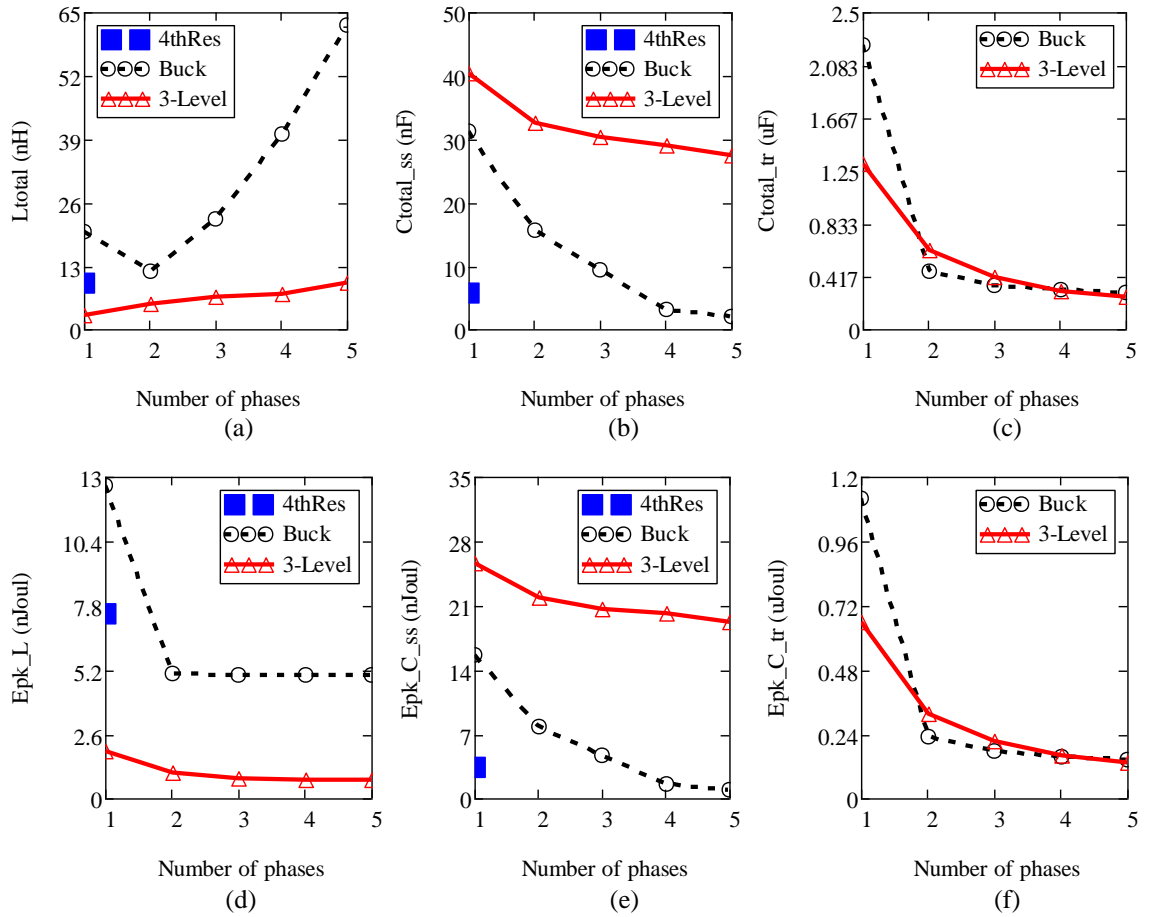 Ltotal (nH)
65
52
39
26
13
0
4thRes
Buck
3-Level
1 2 3 4 5
Number of phases
(a)
Ctotal_ss (nF)
50
40
30
20
10
0
4thRes
Buck
3-Level
1 2 3 4 5
Number of phases
(b)
Ctotal_tr (uF)
2.5
2.083
1.667
1.25
0.833
0.417
0
Buck
3-Level
1 2 3 4 5
Number of phases
(c)
Epk_L (nJoul)
13
10.4
7.8
5.2
2.6
0
4thRes
Buck
3-Level
1 2 3 4 5
Number of phases
(d)
Epk_C_ss (nJoul)
35
28
21
14
7
0
4thRes
Buck
3-Level
1 2 3 4 5
Number of phases
(e)
Epk_C_tr (uJoul)
1.2
0.96
0.72
0.48
0.24
0
Buck
3-Level
1 2 3 4 5
Number of phases
(f)